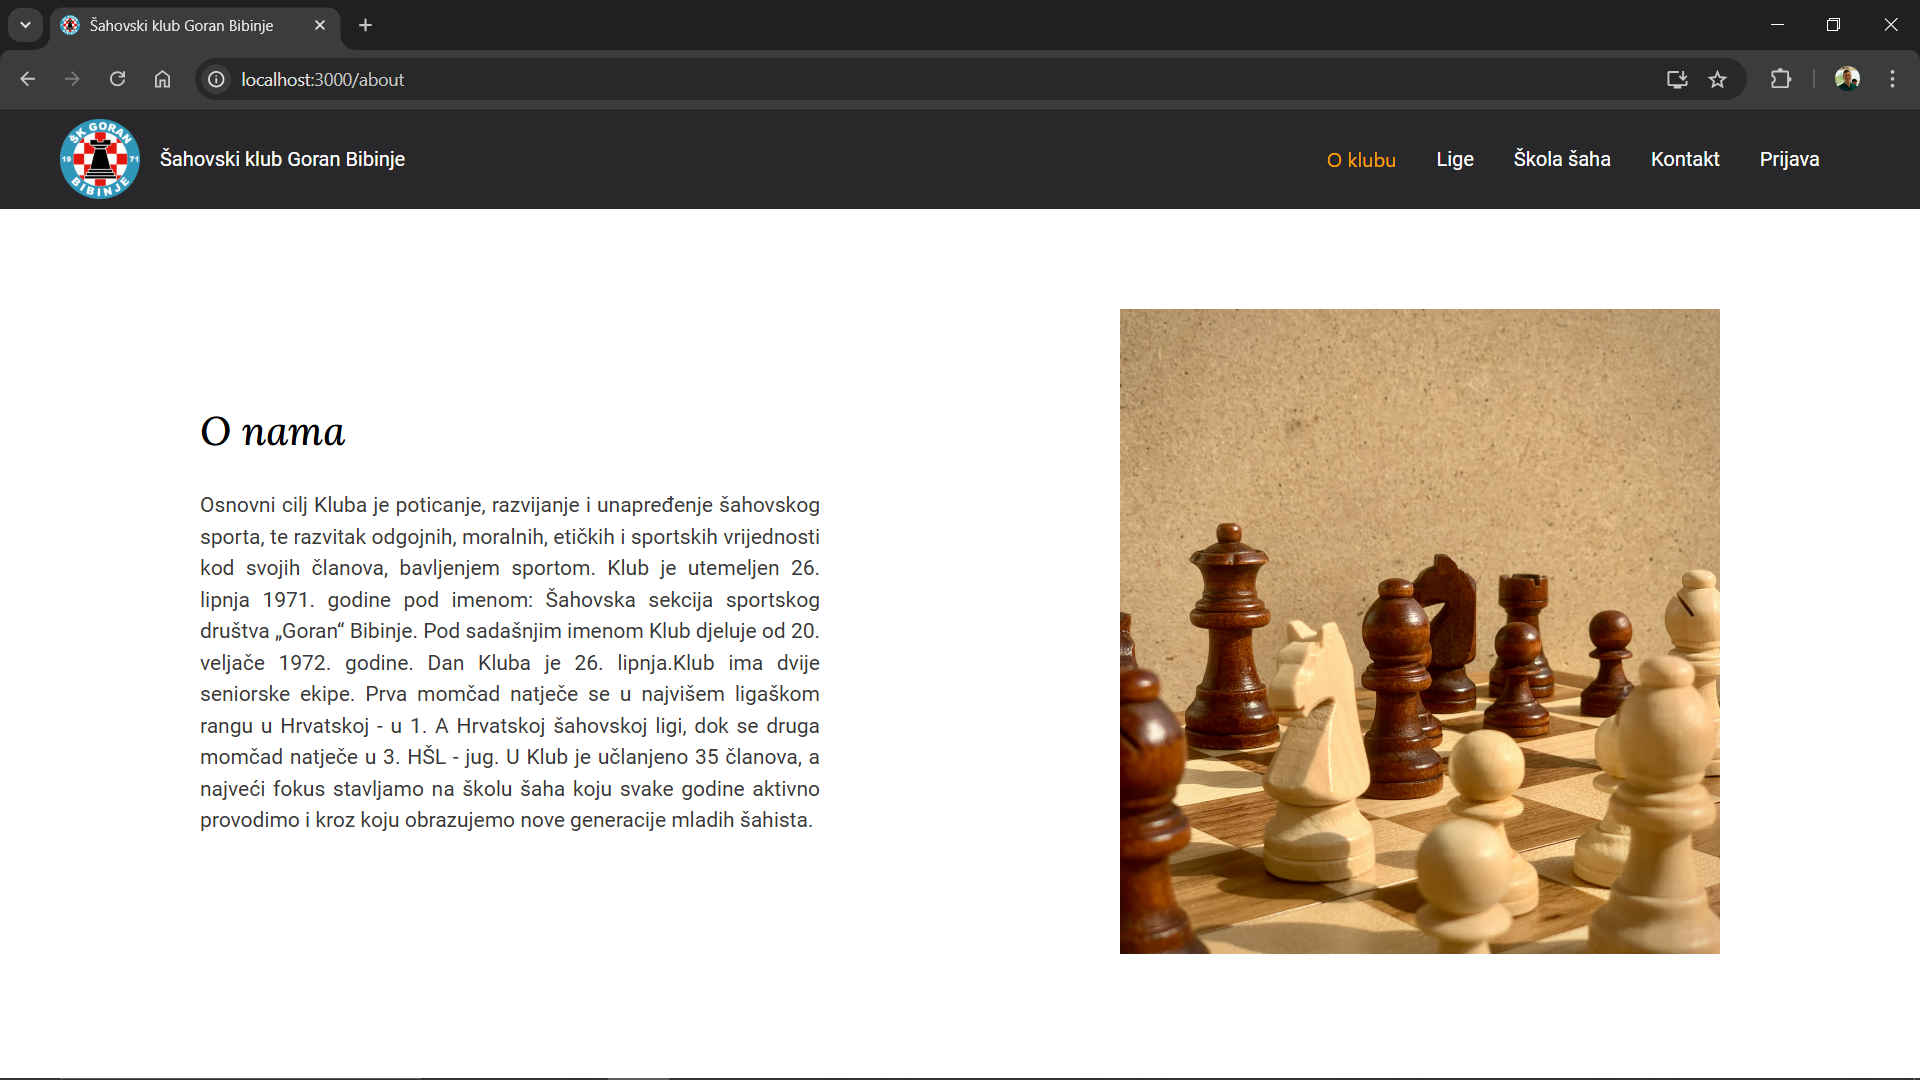 Šahovski klub Goran Bibinje
localhost:3000/about
ŠK GORAN
19 71
BIBINJE
Šahovski klub Goran Bibinje
O klubu
Lige
Škola šaha
Kontakt
Prijava
O nama
Osnovni cilj Kluba je poticanje, razvijanje i unapređenje šahovskog
sporta, te razvitak odgojnih, moralnih, etičkih i sportskih vrijednosti
kod svojih članova, bavljenjem sportom. Klub je utemeljen 26.
lipnja 1971. godine pod imenom: Šahovska sekcija sportskog
društva „Goran“ Bibinje. Pod sadašnjim imenom Klub djeluje od 20.
veljače 1972. godine. Dan Kluba je 26. lipnja.Klub ima dvije
seniorske ekipe. Prva momčad natječe se u najvišem ligaškom
rangu u Hrvatskoj - u 1. A Hrvatskoj šahovskoj ligi, dok se druga
momčad natječe u 3. HŠL - jug. U Klub je učlanjeno 35 članova, a
najveći fokus stavljamo na školu šaha koju svake godine aktivno
provodimo i kroz koju obrazujemo nove generacije mladih šahista.